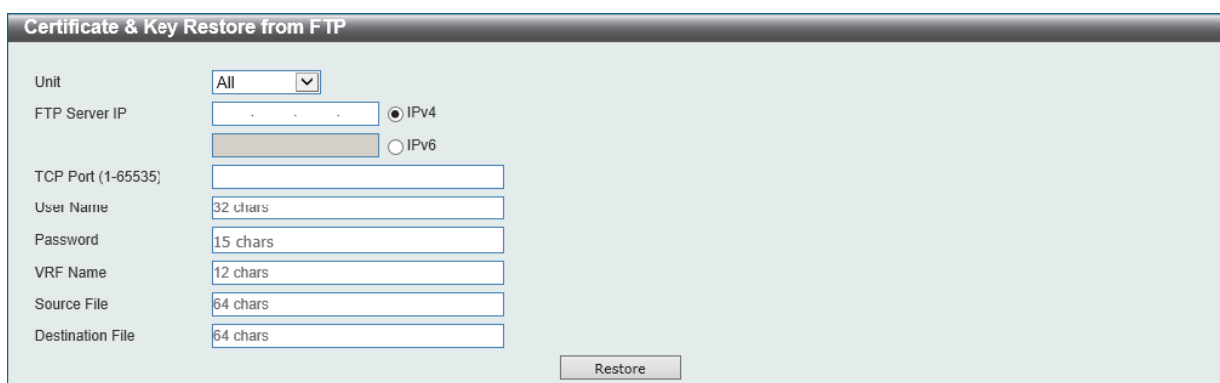 Certificate & Key Restore from FTP
Unit All
FTP Server IP . . . IPv4
IPv6
TCP Port (1-65535)
User Name 32 chars
Password 15 chars
VRF Name 12 chars
Source File 64 chars
Destination File 64 chars
Restore